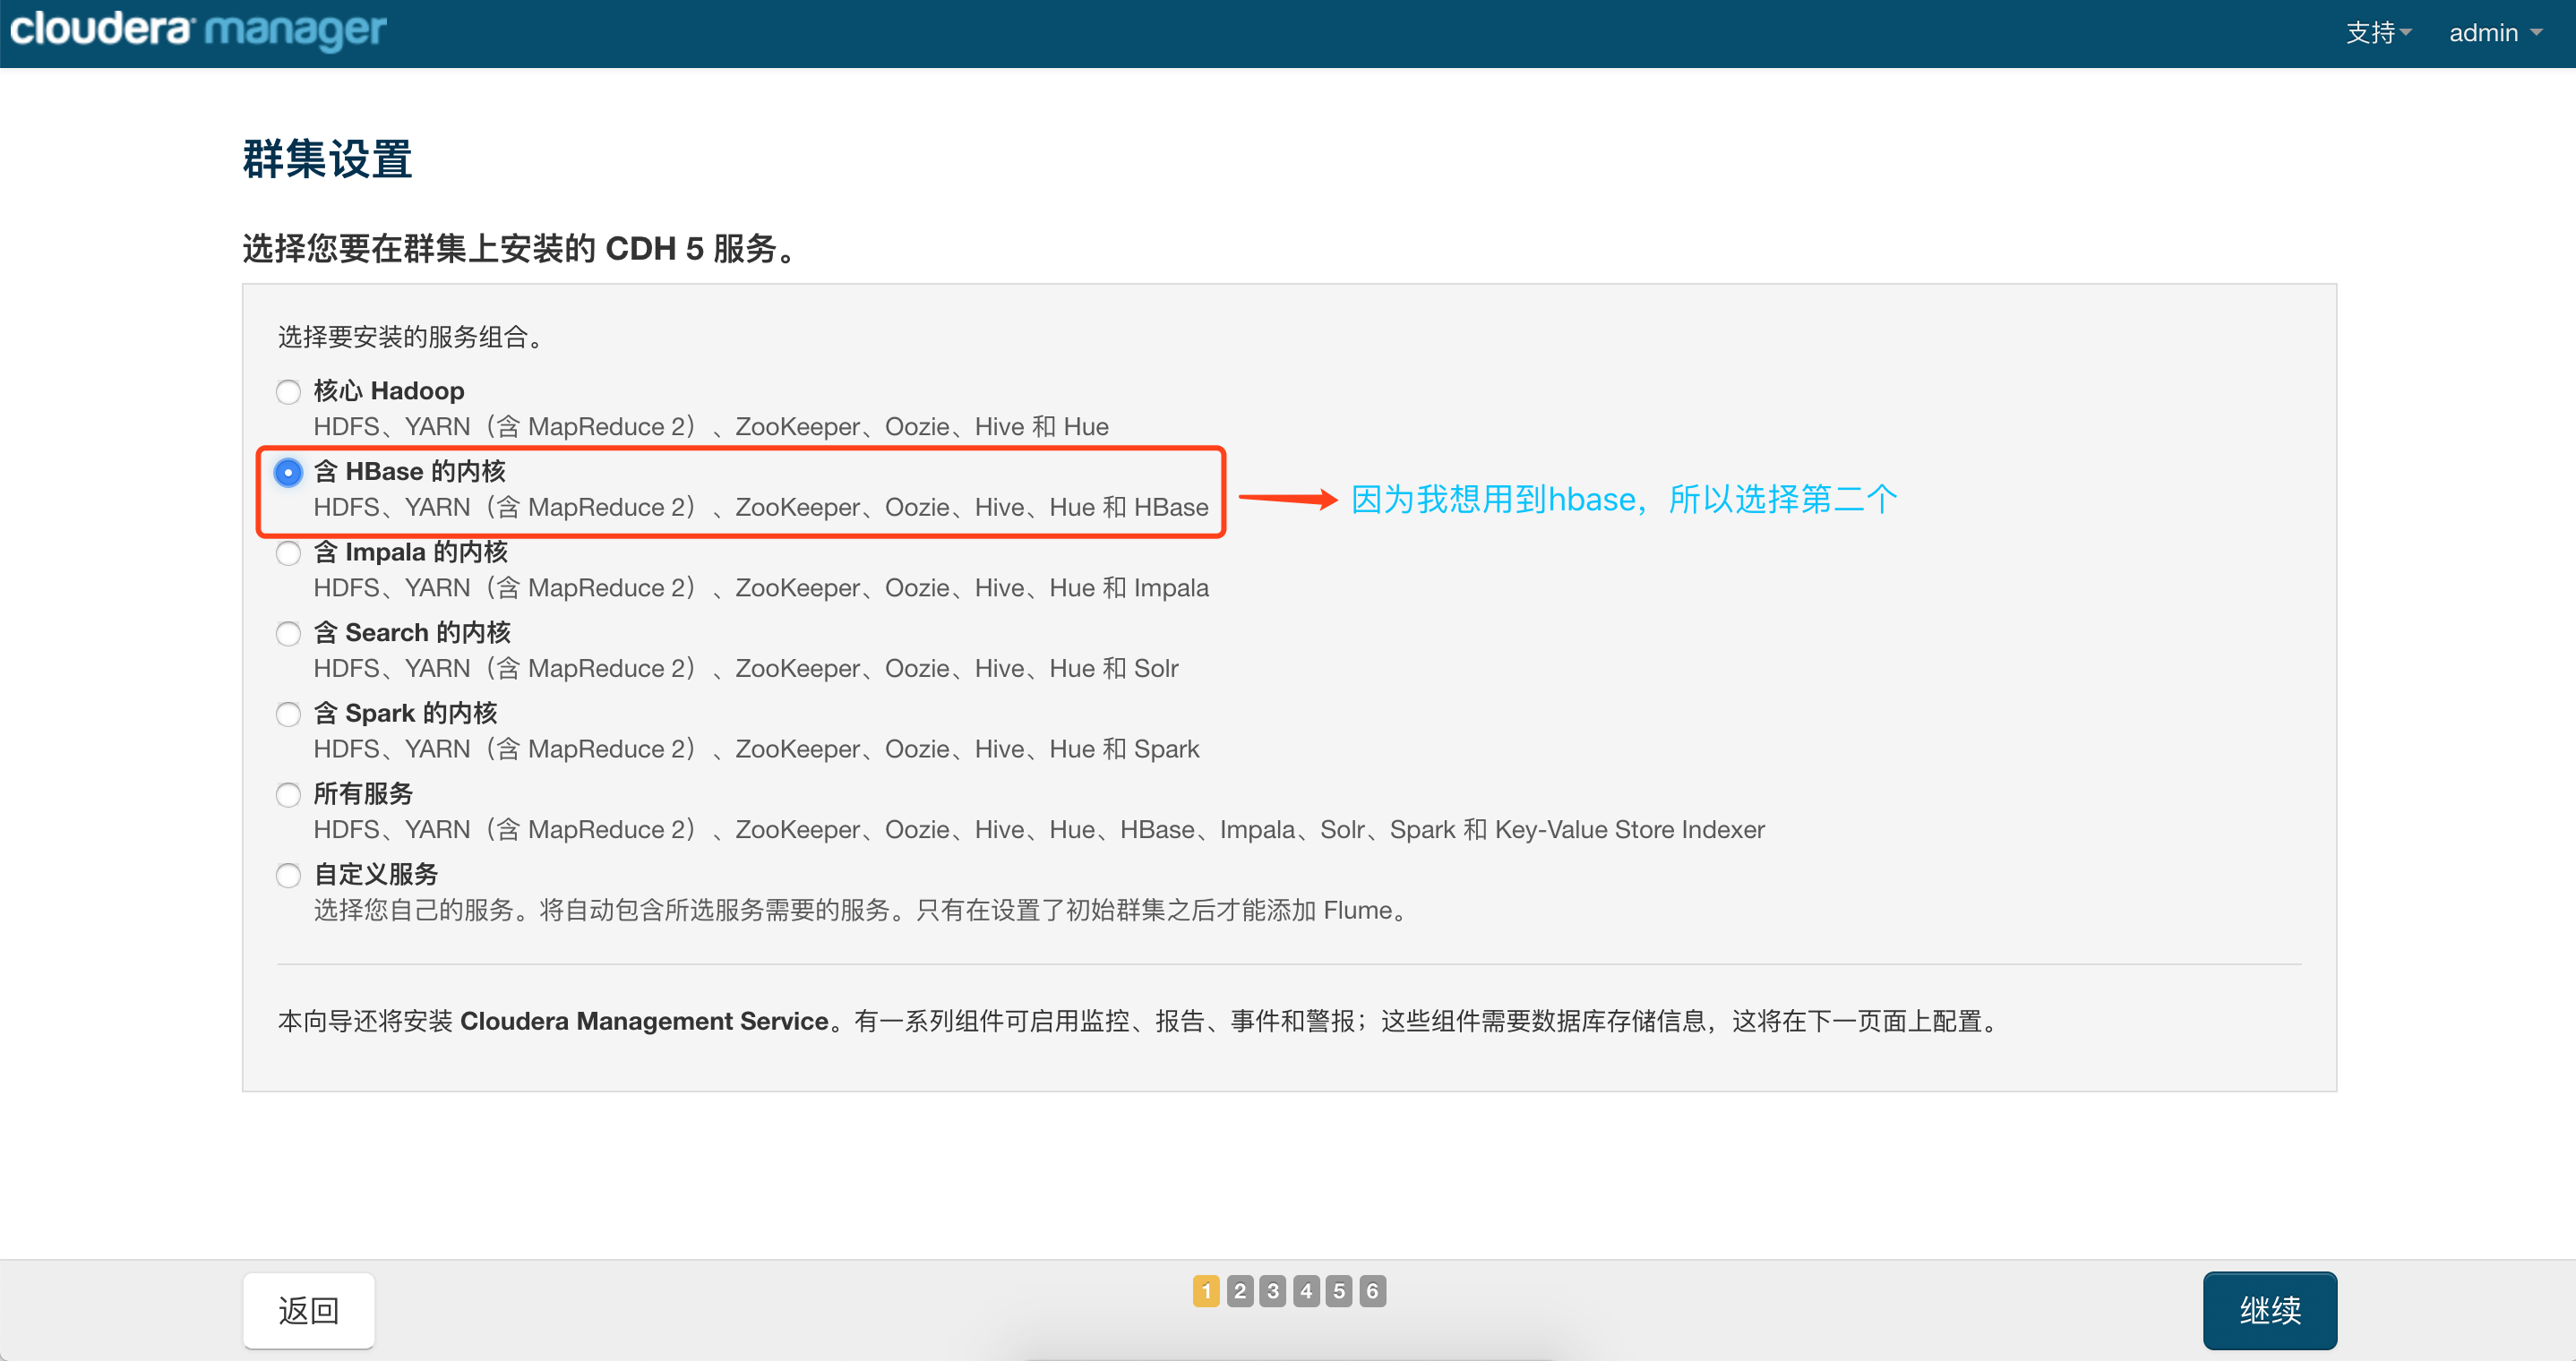 cloudera manager
支持 admin
群集设置
选择您要在群集上安装的 CDH 5 服务。
选择要安装的服务组合。
核心 Hadoop
HDFS、YARN（含 MapReduce 2）、ZooKeeper、Oozie、Hive 和 Hue
含 HBase 的内核
HDFS、YARN（含 MapReduce 2）、ZooKeeper、Oozie、Hive、Hue 和 HBase
因为我想用到hbase，所以选择第二个
含 Impala 的内核
HDFS、YARN（含 MapReduce 2）、ZooKeeper、Oozie、Hive、Hue 和 Impala
含 Search 的内核
HDFS、YARN（含 MapReduce 2）、ZooKeeper、Oozie、Hive、Hue 和 Solr
含 Spark 的内核
HDFS、YARN（含 MapReduce 2）、ZooKeeper、Oozie、Hive、Hue 和 Spark
所有服务
HDFS、YARN（含 MapReduce 2）、ZooKeeper、Oozie、Hive、Hue、HBase、Impala、Solr、Spark 和 Key-Value Store Indexer
自定义服务
选择您自己的服务。将自动包含所选服务需要的服务。只有在设置了初始群集之后才能添加 Flume。
本向导还将安装 Cloudera Management Service。有一系列组件可启用监控、报告、事件和警报；这些组件需要数据库存储信息，这将在下一页面上配置。
返回 1 2 3 4 5 6 继续